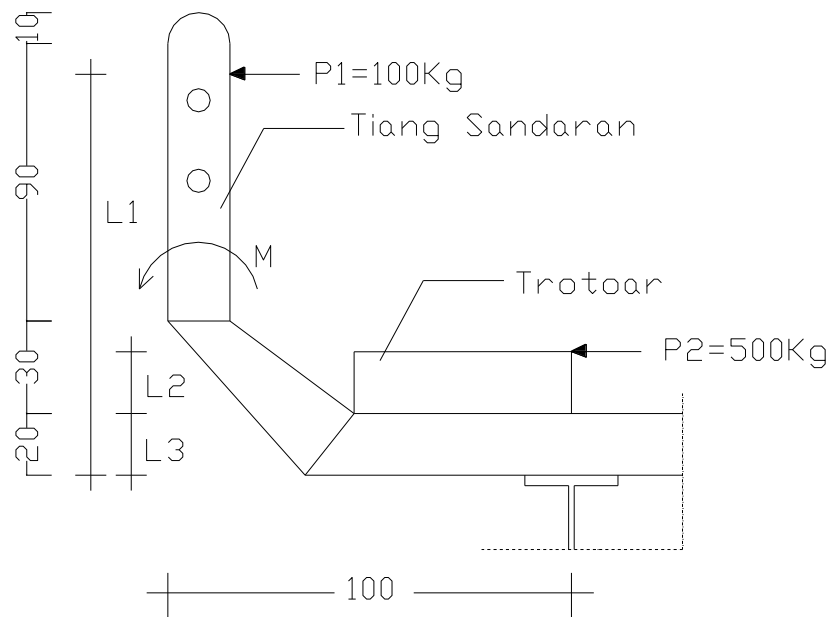 10
P1=100Kg
Tiang Sandaran
90
L1
M
Trotoar
P2=500Kg
30
L2
20
L3
100